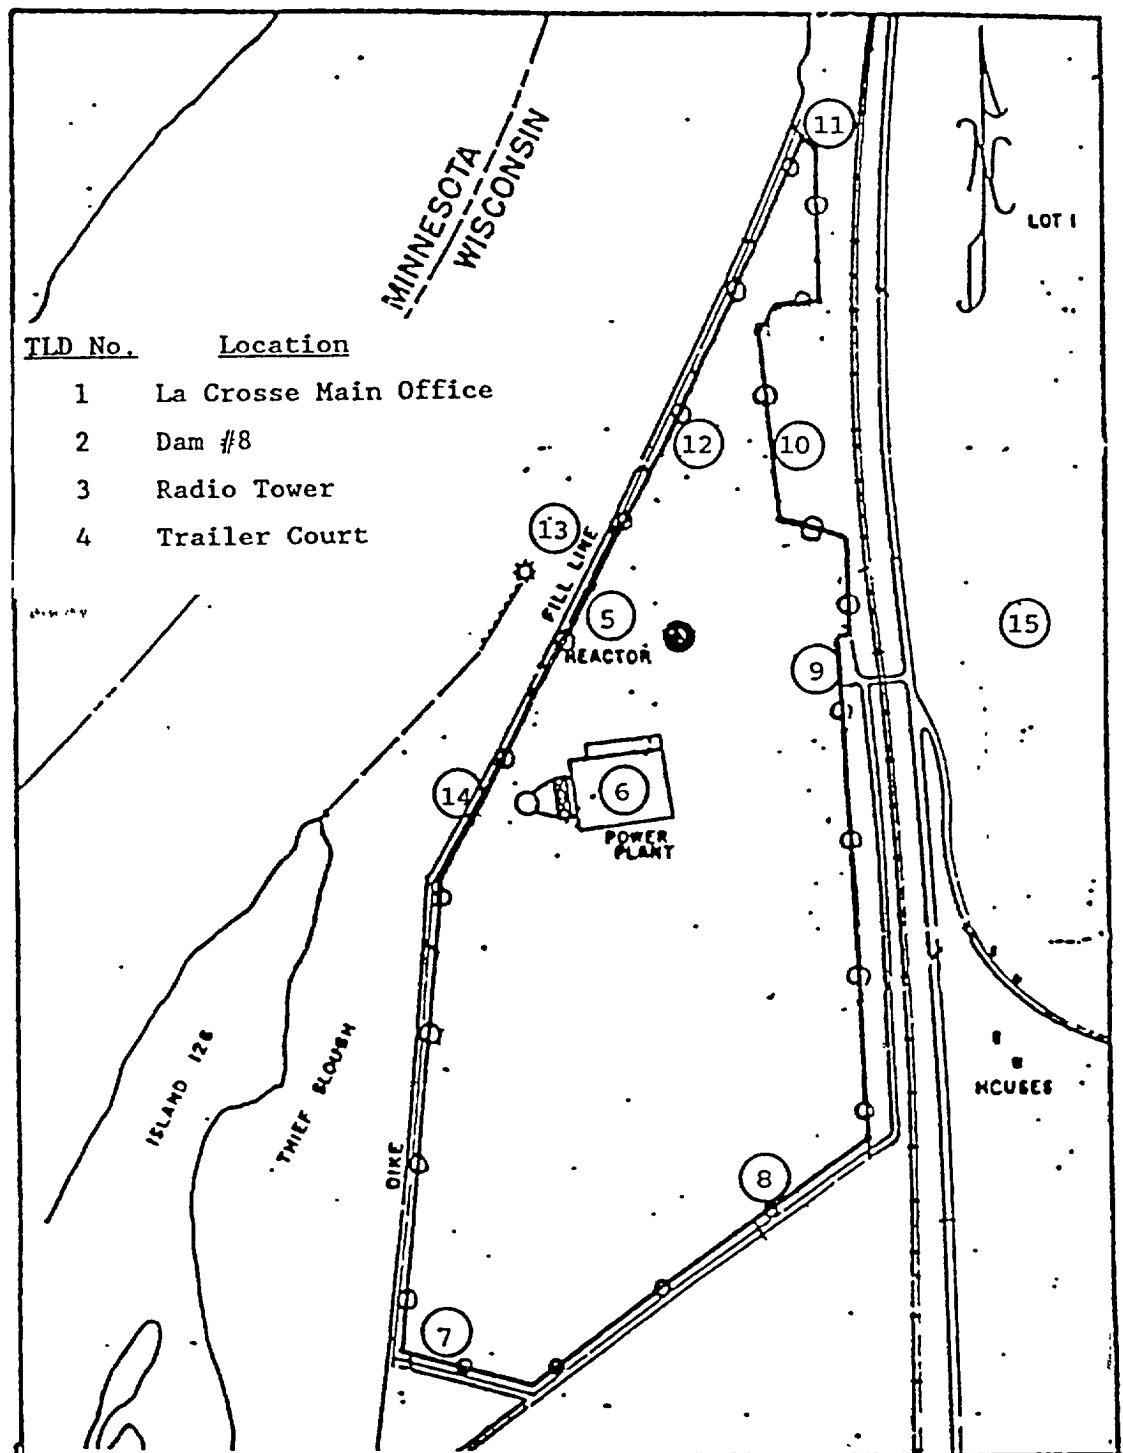 11
MINNESOTA
WISCONSIN
LOT 1
TLD No. Location
1 La Crosse Main Office
2 Dam #8
3 Radio Tower
4 Trailer Court
12
10
13
FILL LINE
5
REACTOR
15
9
14
6
POWER
PLANT
ISLAND 126
THIEF SLOUGH
HOUSES
DIKE
8
7